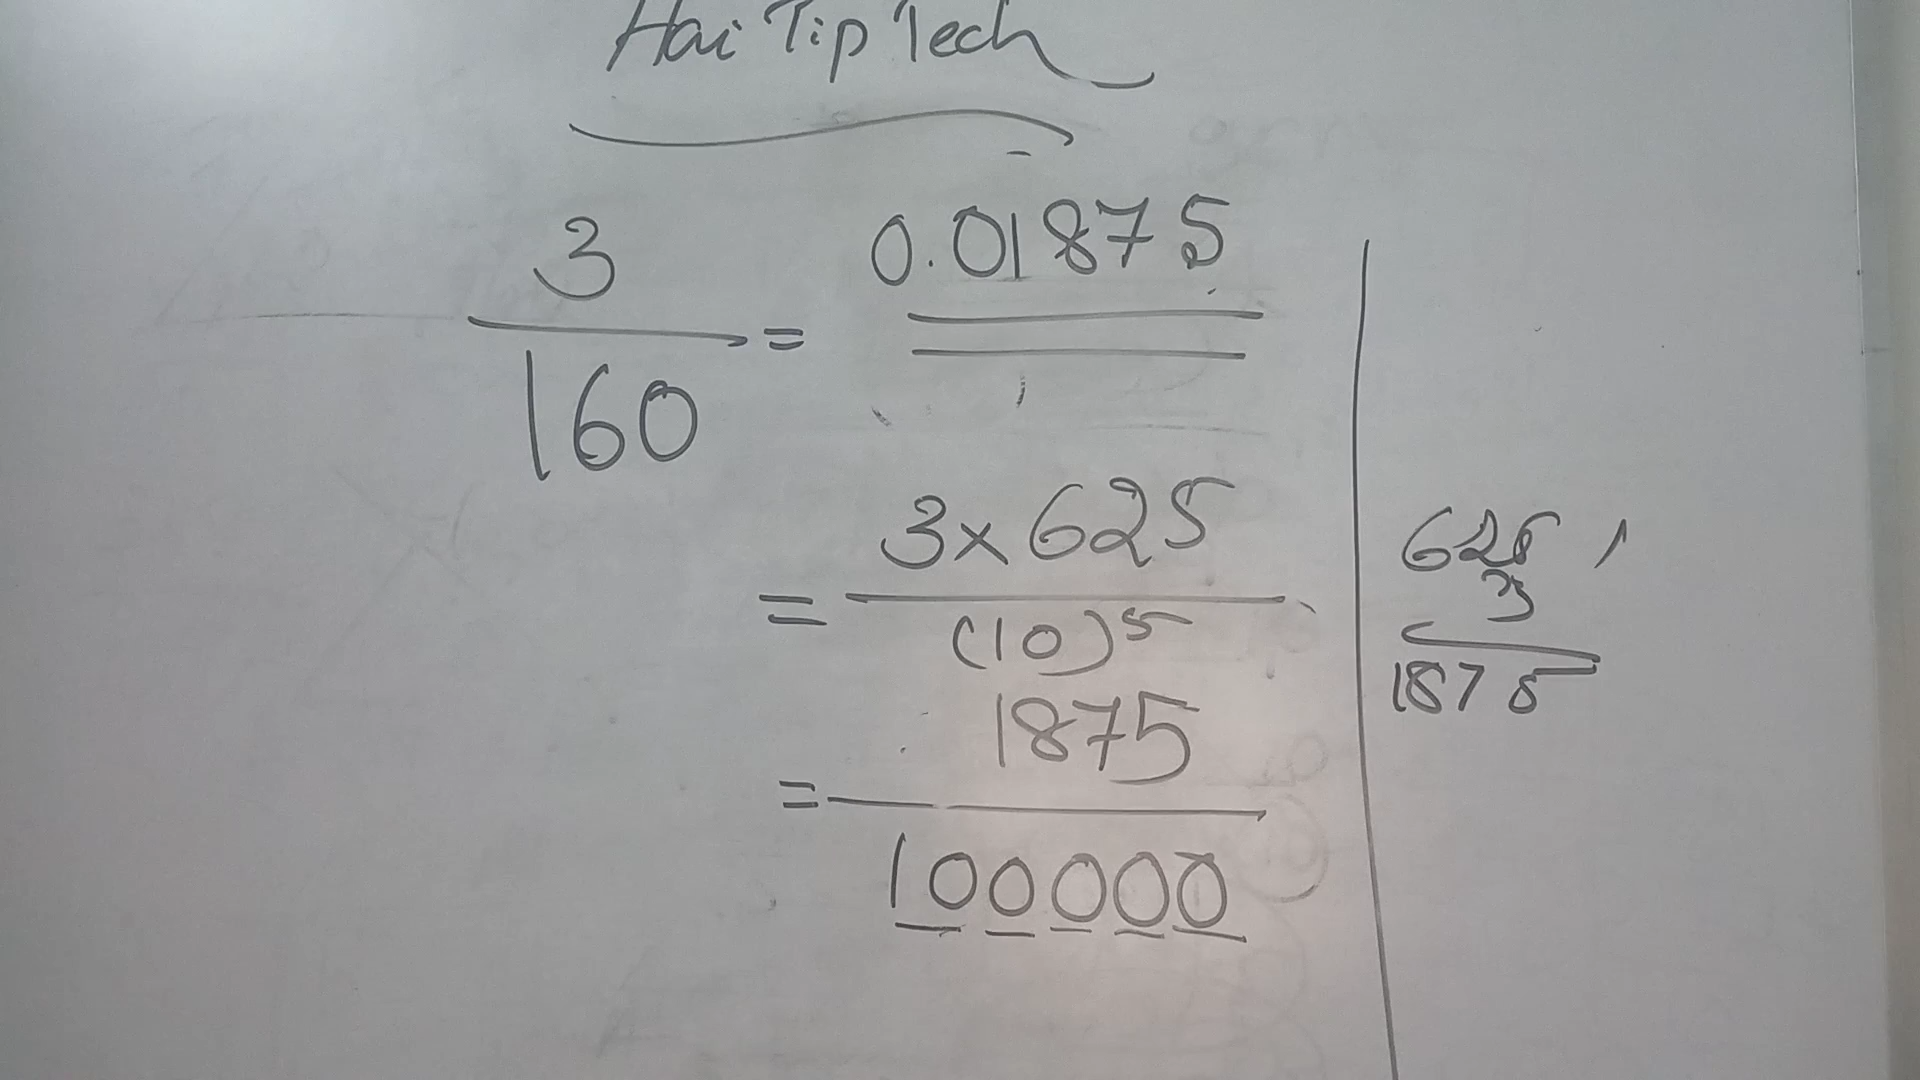 Hai Tip Tech
3/160 = 0.01875
= 3×625/(10)⁵
= 1875/100000
625
3
1875